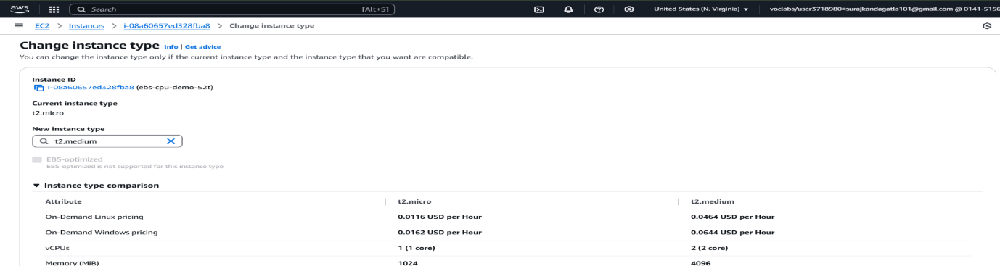 aws Search [Alt+S] United States (N. Virginia) ▼ voclabs/user3718980=surajkandagatla101@gmail.com @ 0141-5156
EC2 > Instances > i-08a60657ed328fba8 > Change instance type
Change instance type Info | Get advice
You can change the instance type only if the current instance type and the instance type that you want are compatible.
Instance ID
i-08a60657ed328fba8 (ebs-cpu-demo-52t)
Current instance type
t2.micro
New instance type
t2.medium
EBS-optimized
EBS-optimized is not supported for this instance type
▼ Instance type comparison
Attribute t2.micro t2.medium
On-Demand Linux pricing 0.0116 USD per Hour 0.0464 USD per Hour
On-Demand Windows pricing 0.0162 USD per Hour 0.0644 USD per Hour
vCPUs 1 (1 core) 2 (2 core)
Memory (MiB) 1024 4096